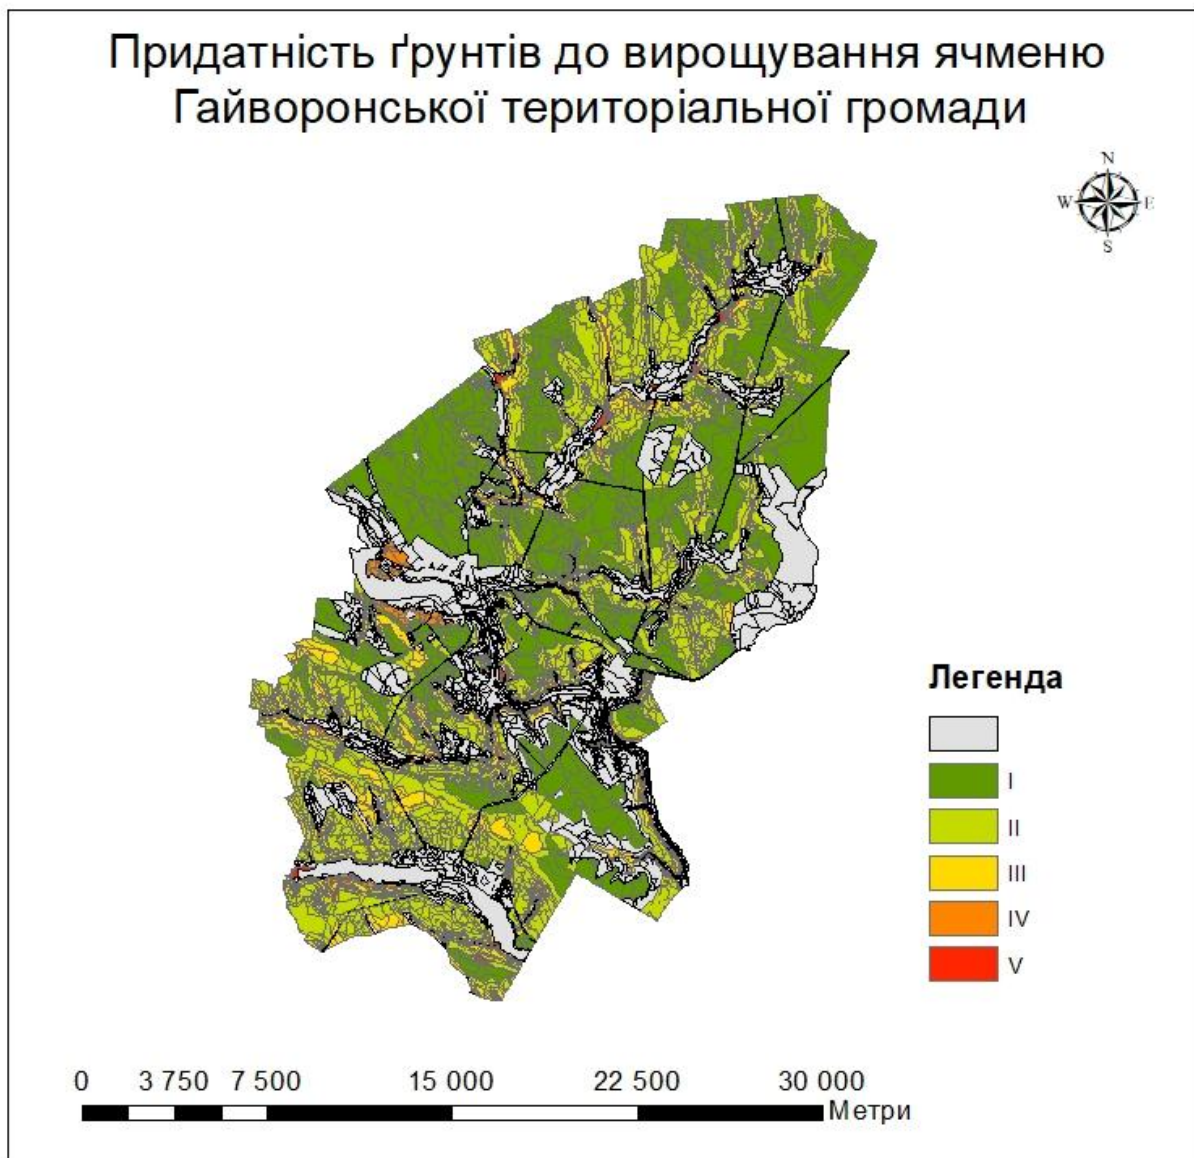 Придатність ґрунтів до вирощування ячменю
Гайворонської територіальної громади
N
W E
S
Легенда
I
II
III
IV
V
0 3 750 7 500 15 000 22 500 30 000
Метри